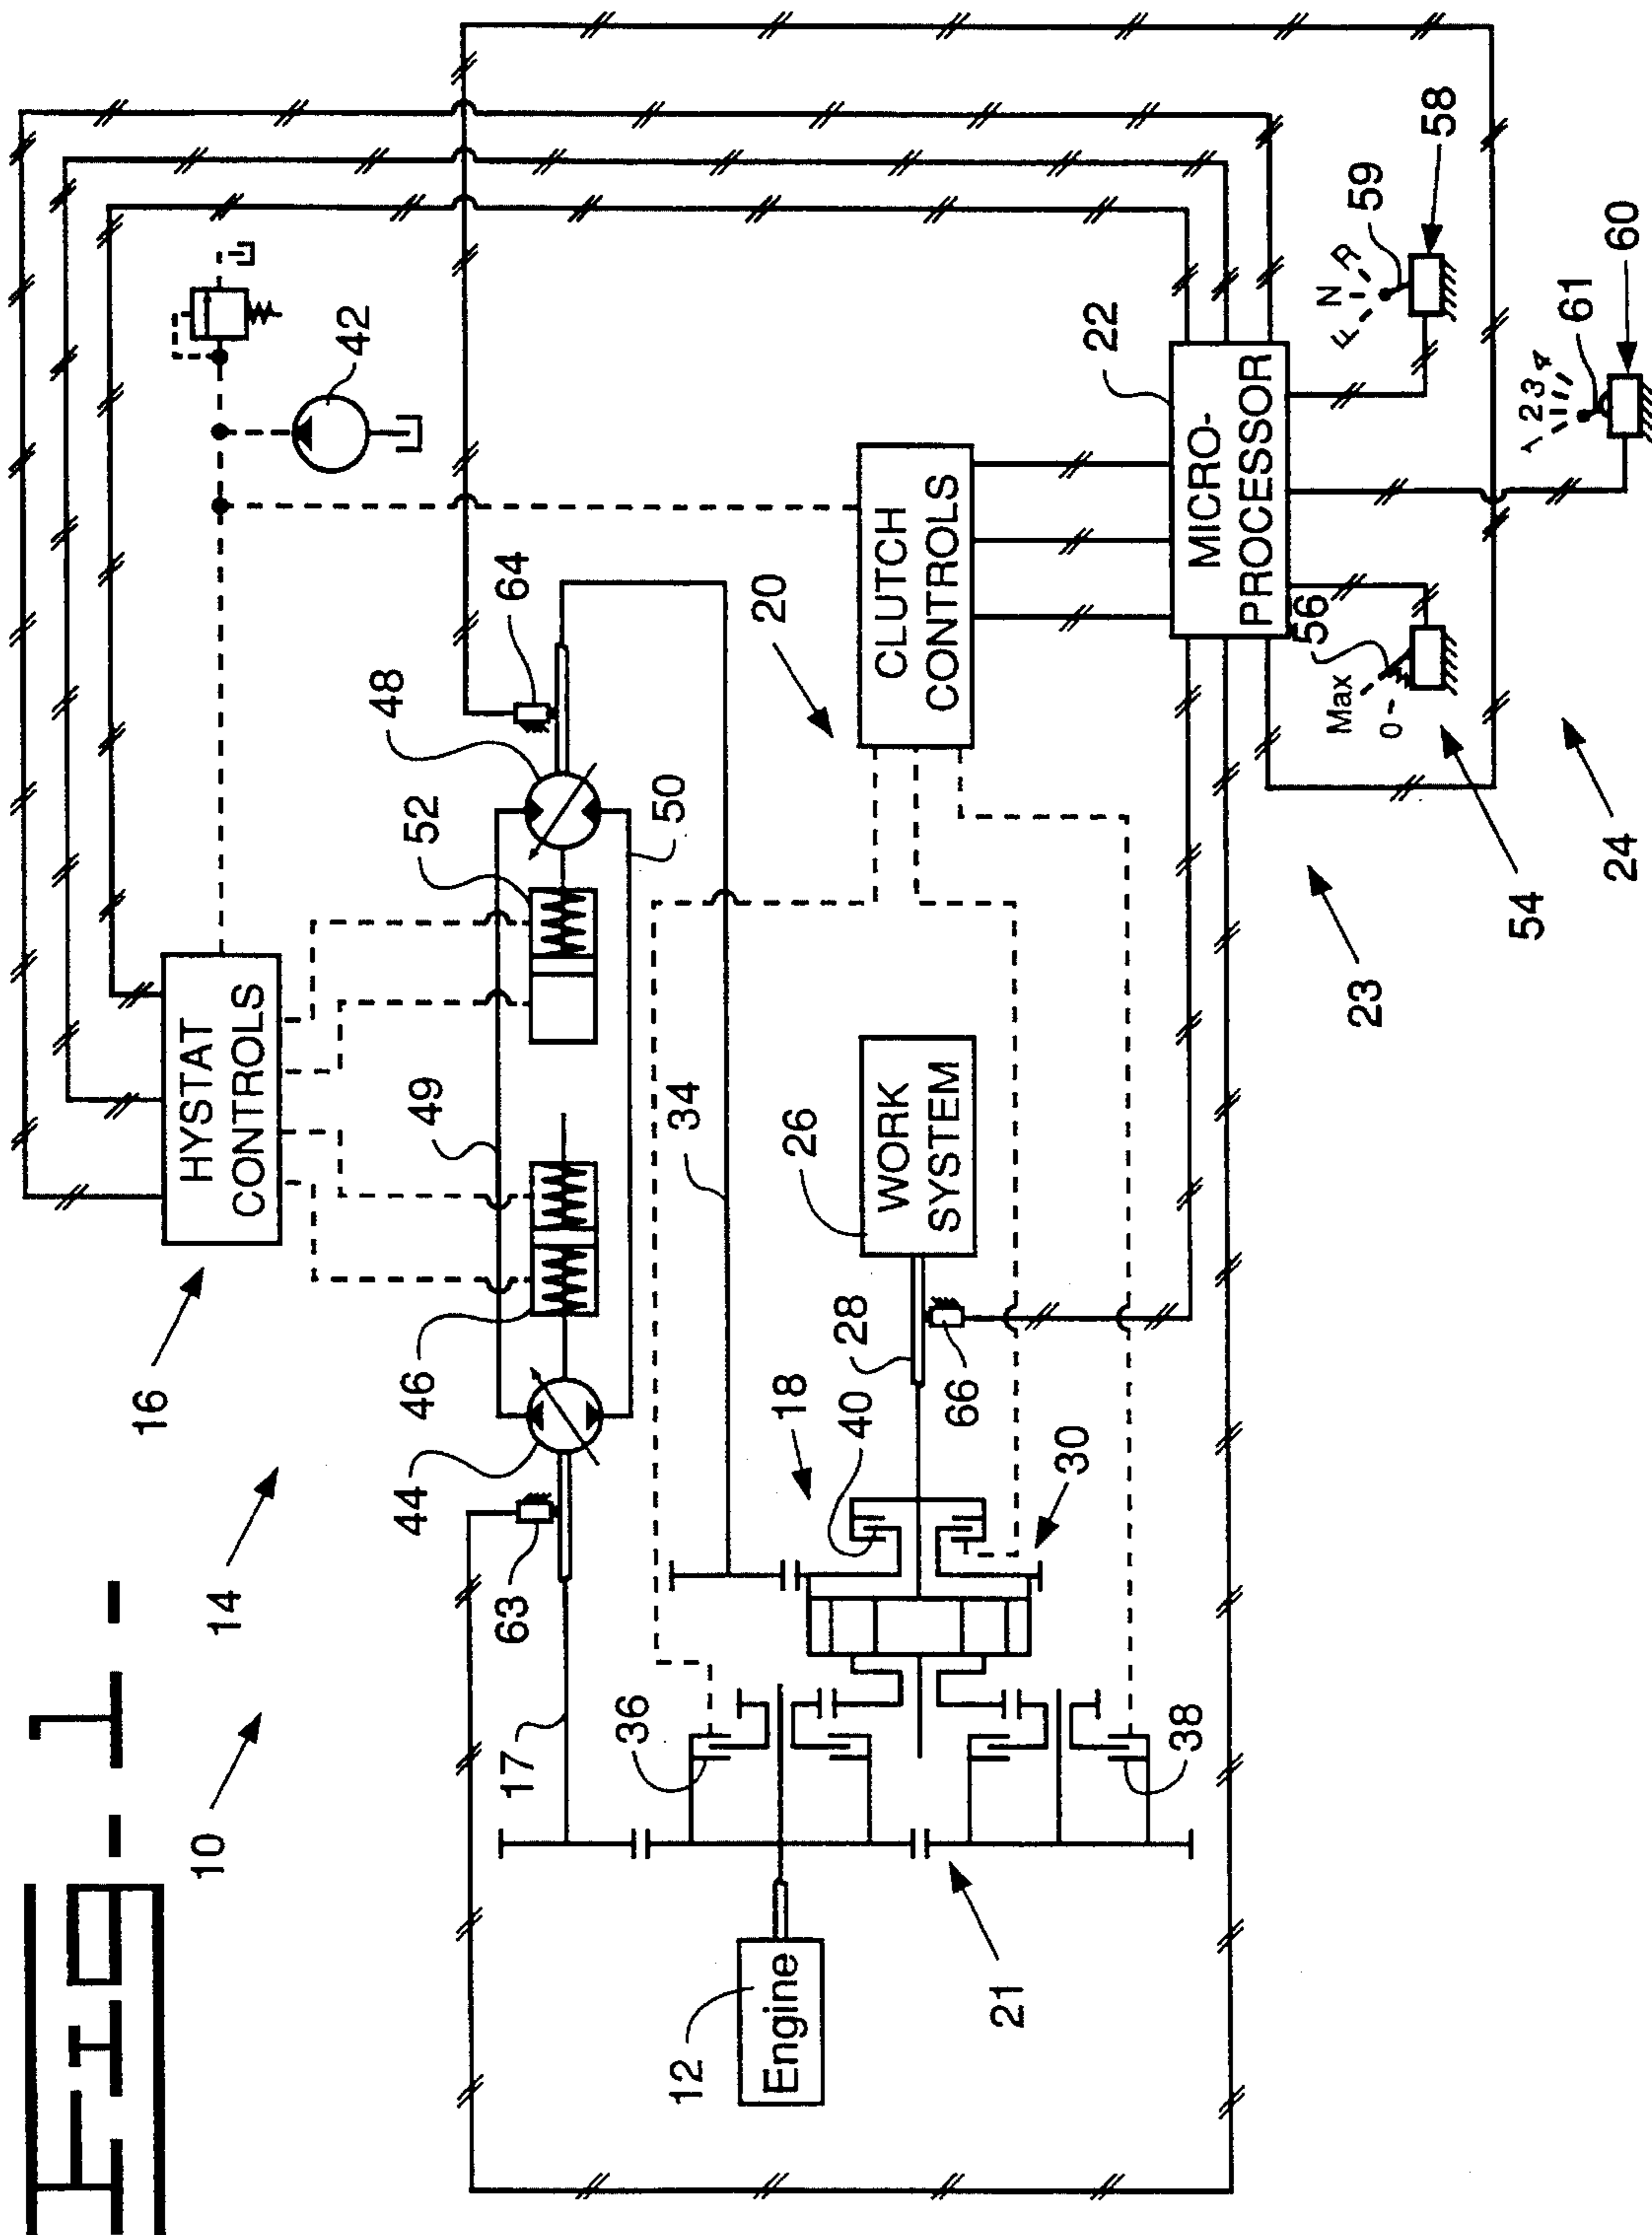 Fig. 1.
10
14
16
HYSTAT
CONTROLS
42
44
63
46
49
52
48
50
64
17
34
36
38
12
Engine
21
18
40
30
28
66
26
WORK
SYSTEM
20
CLUTCH
CONTROLS
22
MICRO-
PROCESSOR
23
24
54
56
Max
0
58
59
F N R
60
61
1 2 3 4